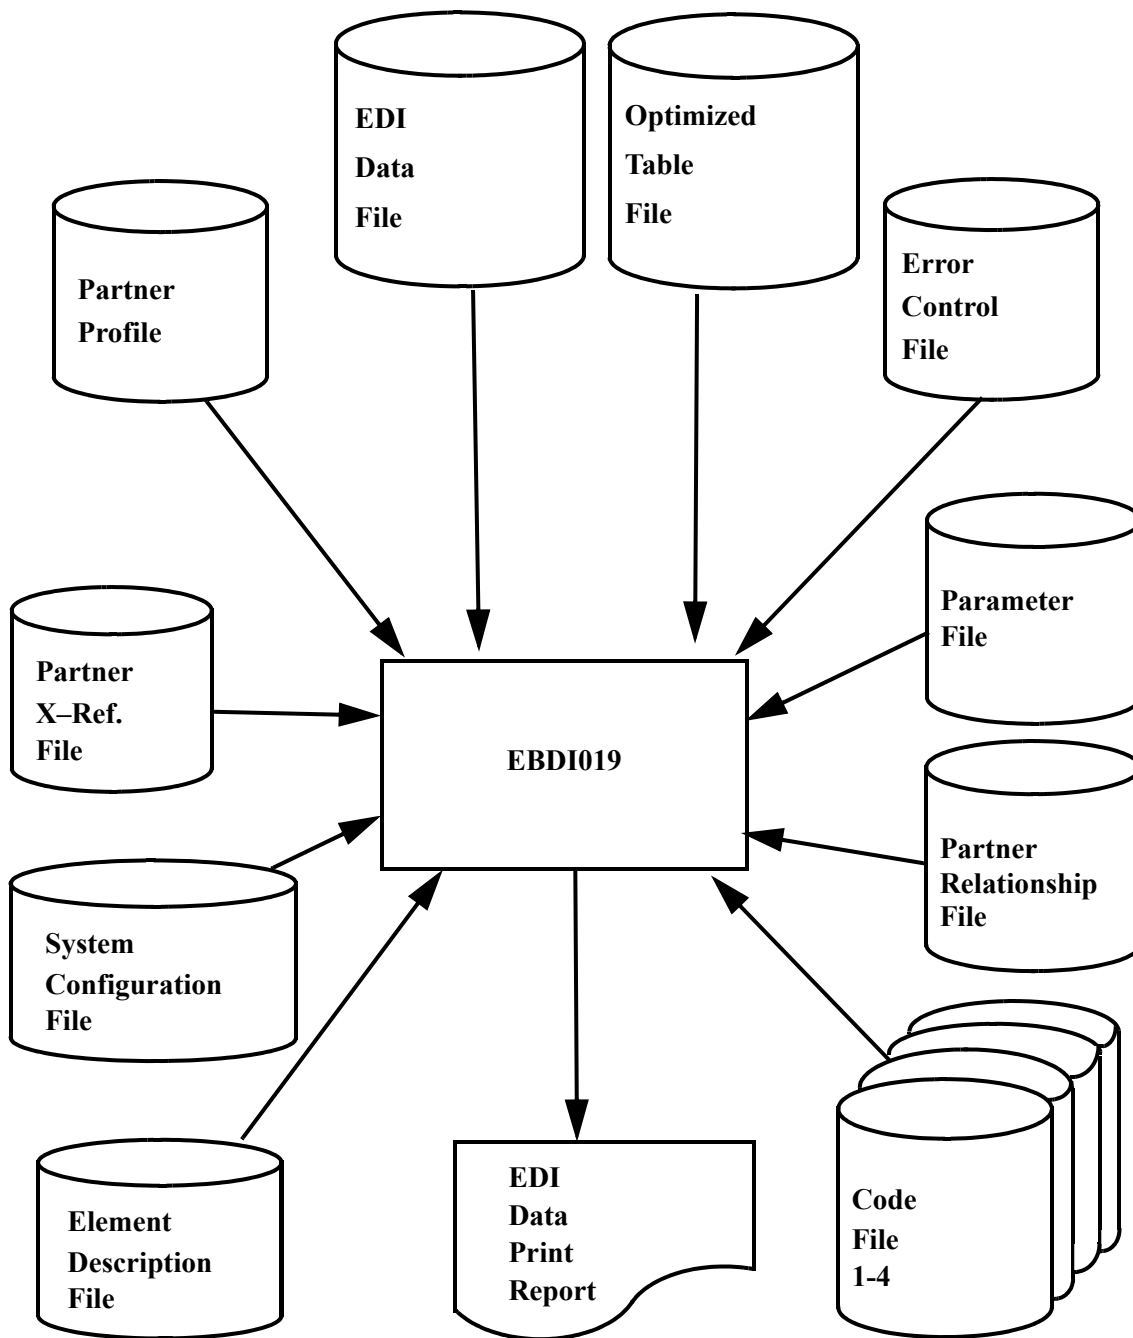 EDI
Data
File
Optimized
Table
File
Partner
Profile
Error
Control
File
Parameter
File
Partner
X–Ref.
File
EBDI019
Partner
Relationship
File
System
Configuration
File
Element
Description
File
EDI
Data
Print
Report
Code
File
1-4